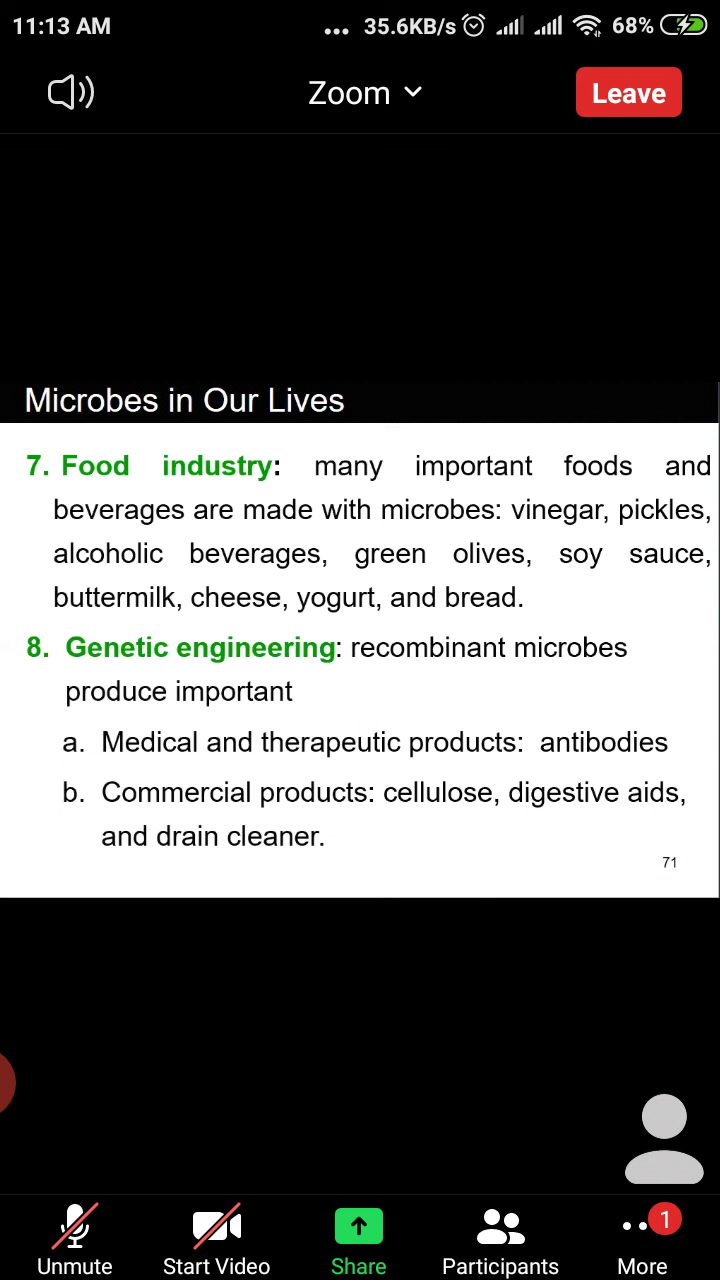 11:13 AM ... 35.6KB/s 68%
Zoom Leave
Microbes in Our Lives
7. Food industry: many important foods and
beverages are made with microbes: vinegar, pickles,
alcoholic beverages, green olives, soy sauce,
buttermilk, cheese, yogurt, and bread.
8. Genetic engineering: recombinant microbes
produce important
a. Medical and therapeutic products: antibodies
b. Commercial products: cellulose, digestive aids,
and drain cleaner.
71
1
Unmute Start Video Share Participants More